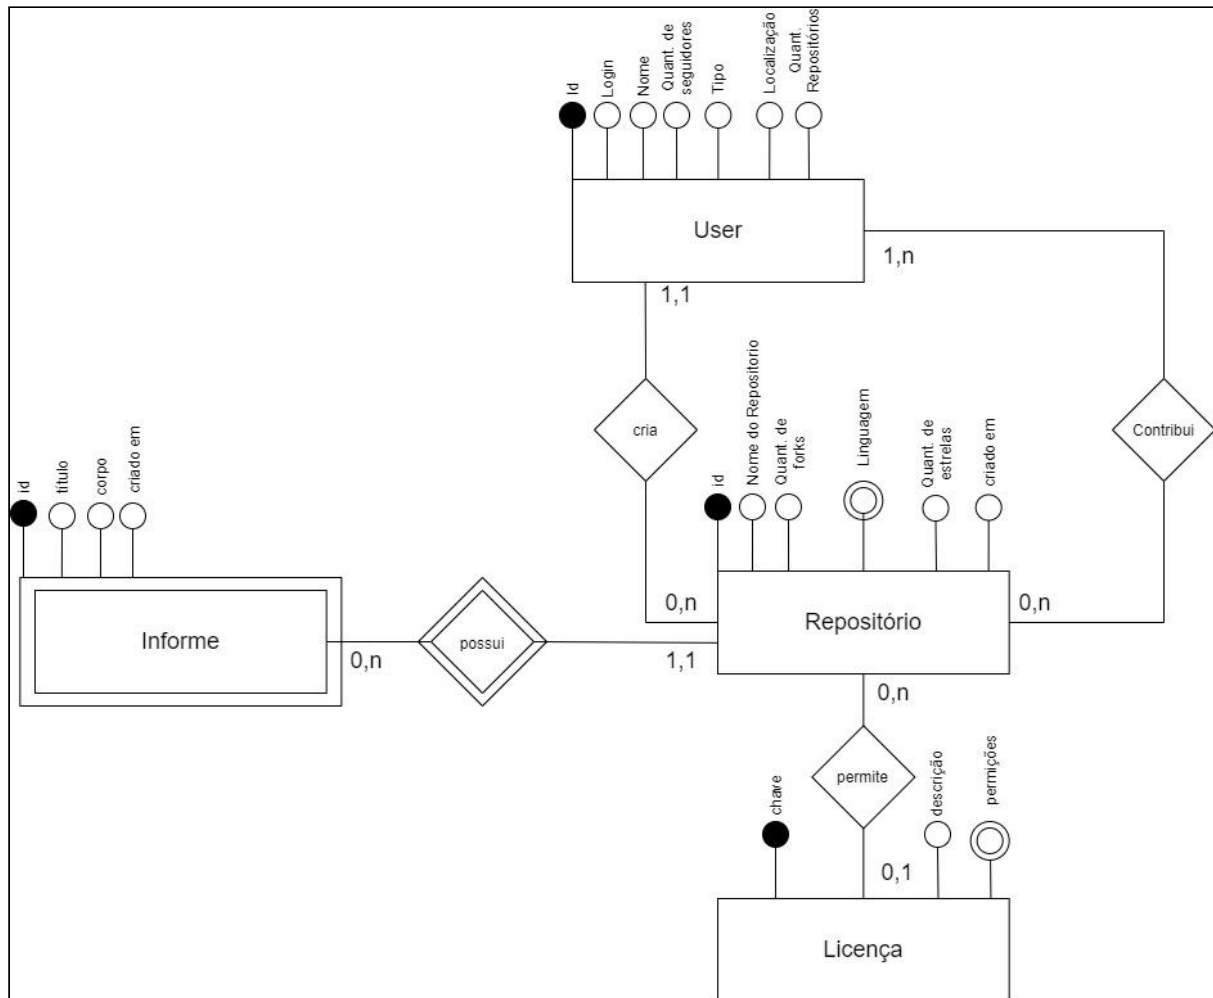 Id
Login
Nome
Quant. de
seguidores
Tipo
Localização
Quant.
Repositórios
User
1,n
1,1
cria
Contribui
id
Nome do Repositorio
Quant. de
forks
Linguagem
Quant. de
estrelas
criado em
id
título
corpo
criado em
0,n
Repositório
0,n
Informe
0,n
possui
1,1
0,n
permite
chave
descrição
permições
0,1
Licença